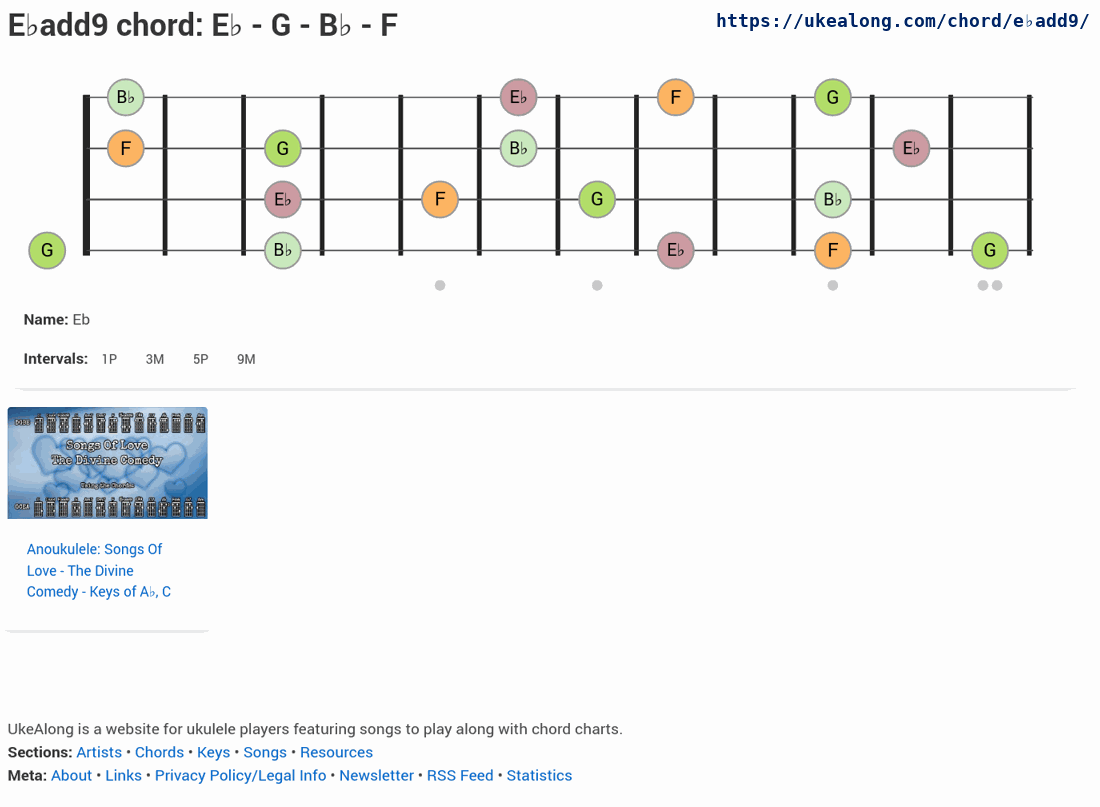 E♭add9 chord: E♭ - G - B♭ - F
https://ukealong.com/chord/e♭add9/
B♭ E♭ F G
F G B♭ E♭
E♭ F G B♭
G B♭ E♭ F G
Name: Eb
Intervals: 1P 3M 5P 9M
Songs Of Love
The Divine Comedy
Anoukulele: Songs Of
Love - The Divine
Comedy - Keys of A♭, C
UkeAlong is a website for ukulele players featuring songs to play along with chord charts.
Sections: Artists • Chords • Keys • Songs • Resources
Meta: About • Links • Privacy Policy/Legal Info • Newsletter • RSS Feed • Statistics